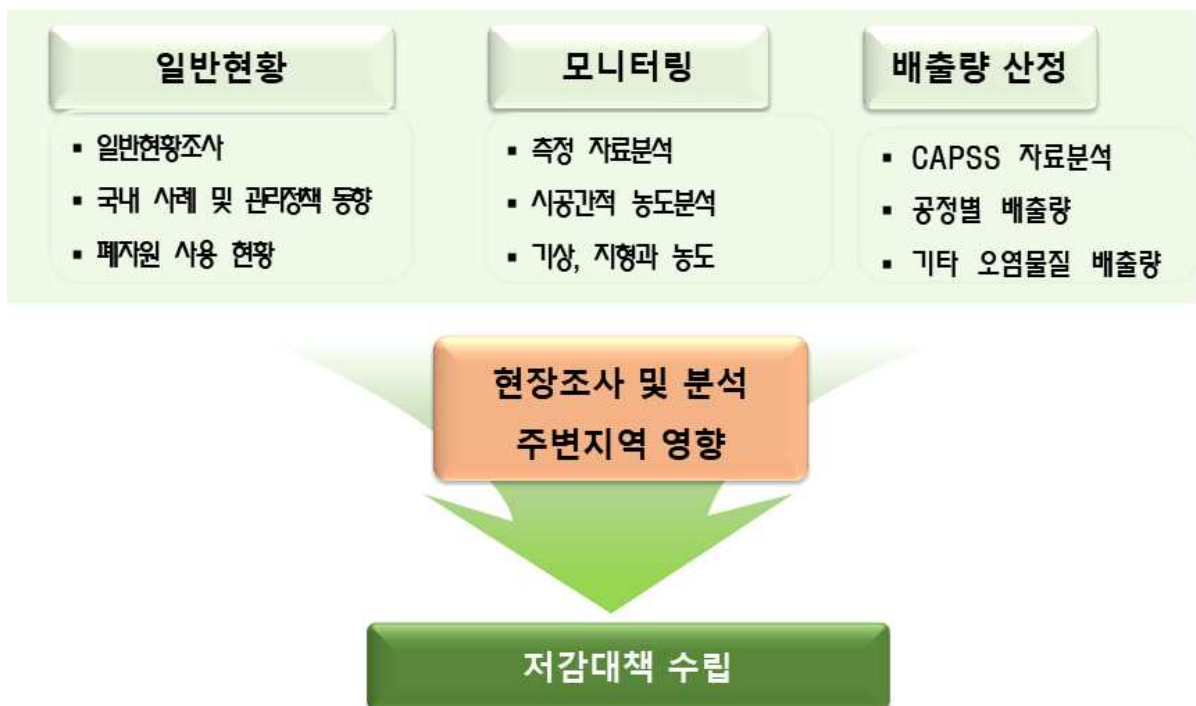 일반현황
▪ 일반현황조사
▪ 국내 사례 및 관리정책 동향
▪ 폐자원 사용 현황
모니터링
▪ 측정 자료분석
▪ 시공간적 농도분석
▪ 기상, 지형과 농도
배출량 산정
▪ CAPSS 자료분석
▪ 공정별 배출량
▪ 기타 오염물질 배출량
현장조사 및 분석
주변지역 영향
저감대책 수립